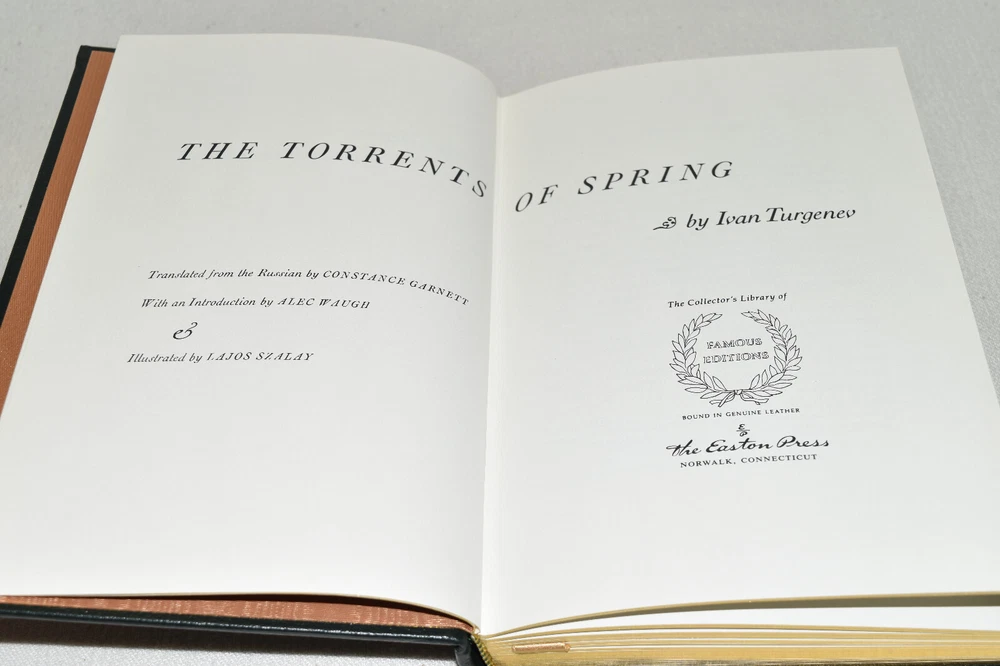 THE TORRENTS OF SPRING
by Ivan Turgenev
Translated from the Russian by CONSTANCE GARNETT
With an Introduction by ALEC WAUGH
&
Illustrated by LAJOS SZALAY
The Collector's Library of
FAMOUS
EDITIONS
BOUND IN GENUINE LEATHER
the Easton Press
NORWALK, CONNECTICUT